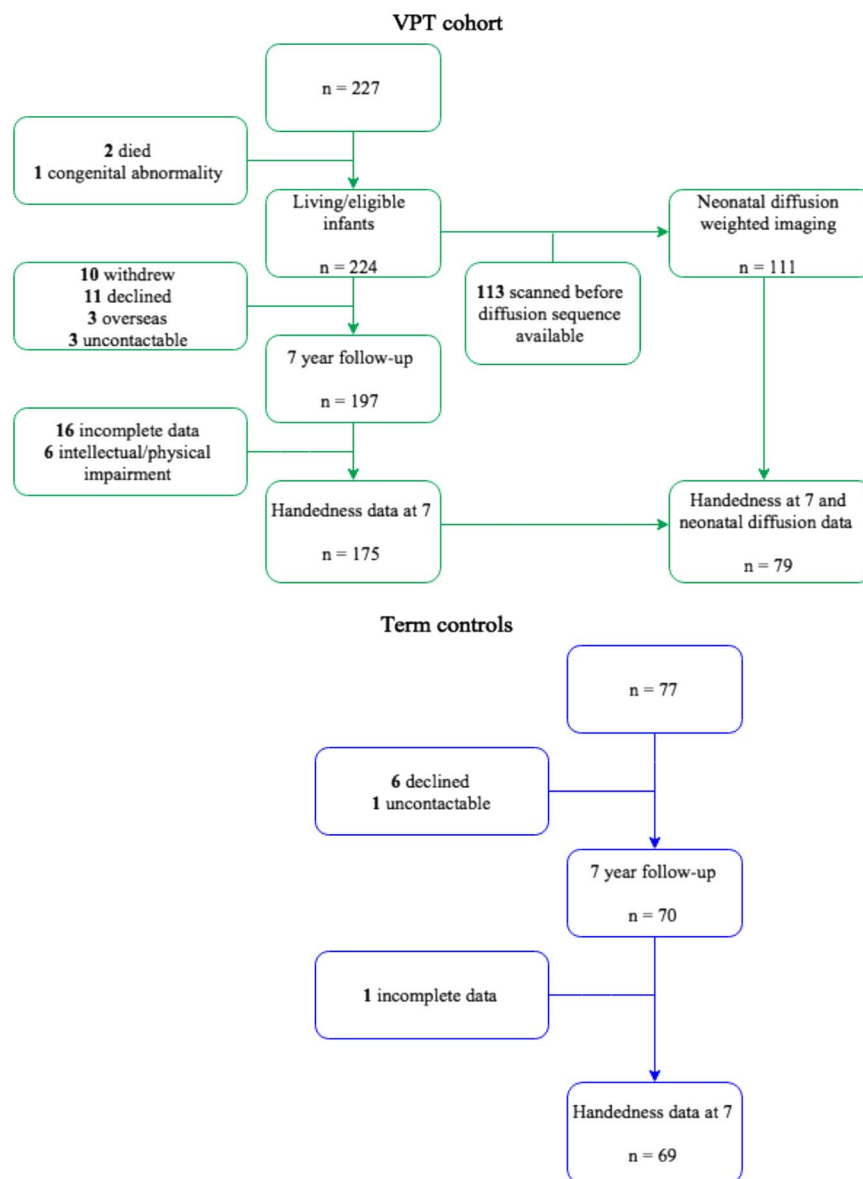 VPT cohort
n = 227
2 died
1 congenital abnormality
Living/eligible
infants
n = 224
Neonatal diffusion
weighted imaging
n = 111
10 withdrew
11 declined
3 overseas
3 uncontactable
113 scanned before
diffusion sequence
available
7 year follow-up
n = 197
16 incomplete data
6 intellectual/physical
impairment
Handedness data at 7
n = 175
Handedness at 7 and
neonatal diffusion data
n = 79
Term controls
n = 77
6 declined
1 uncontactable
7 year follow-up
n = 70
1 incomplete data
Handedness data at 7
n = 69